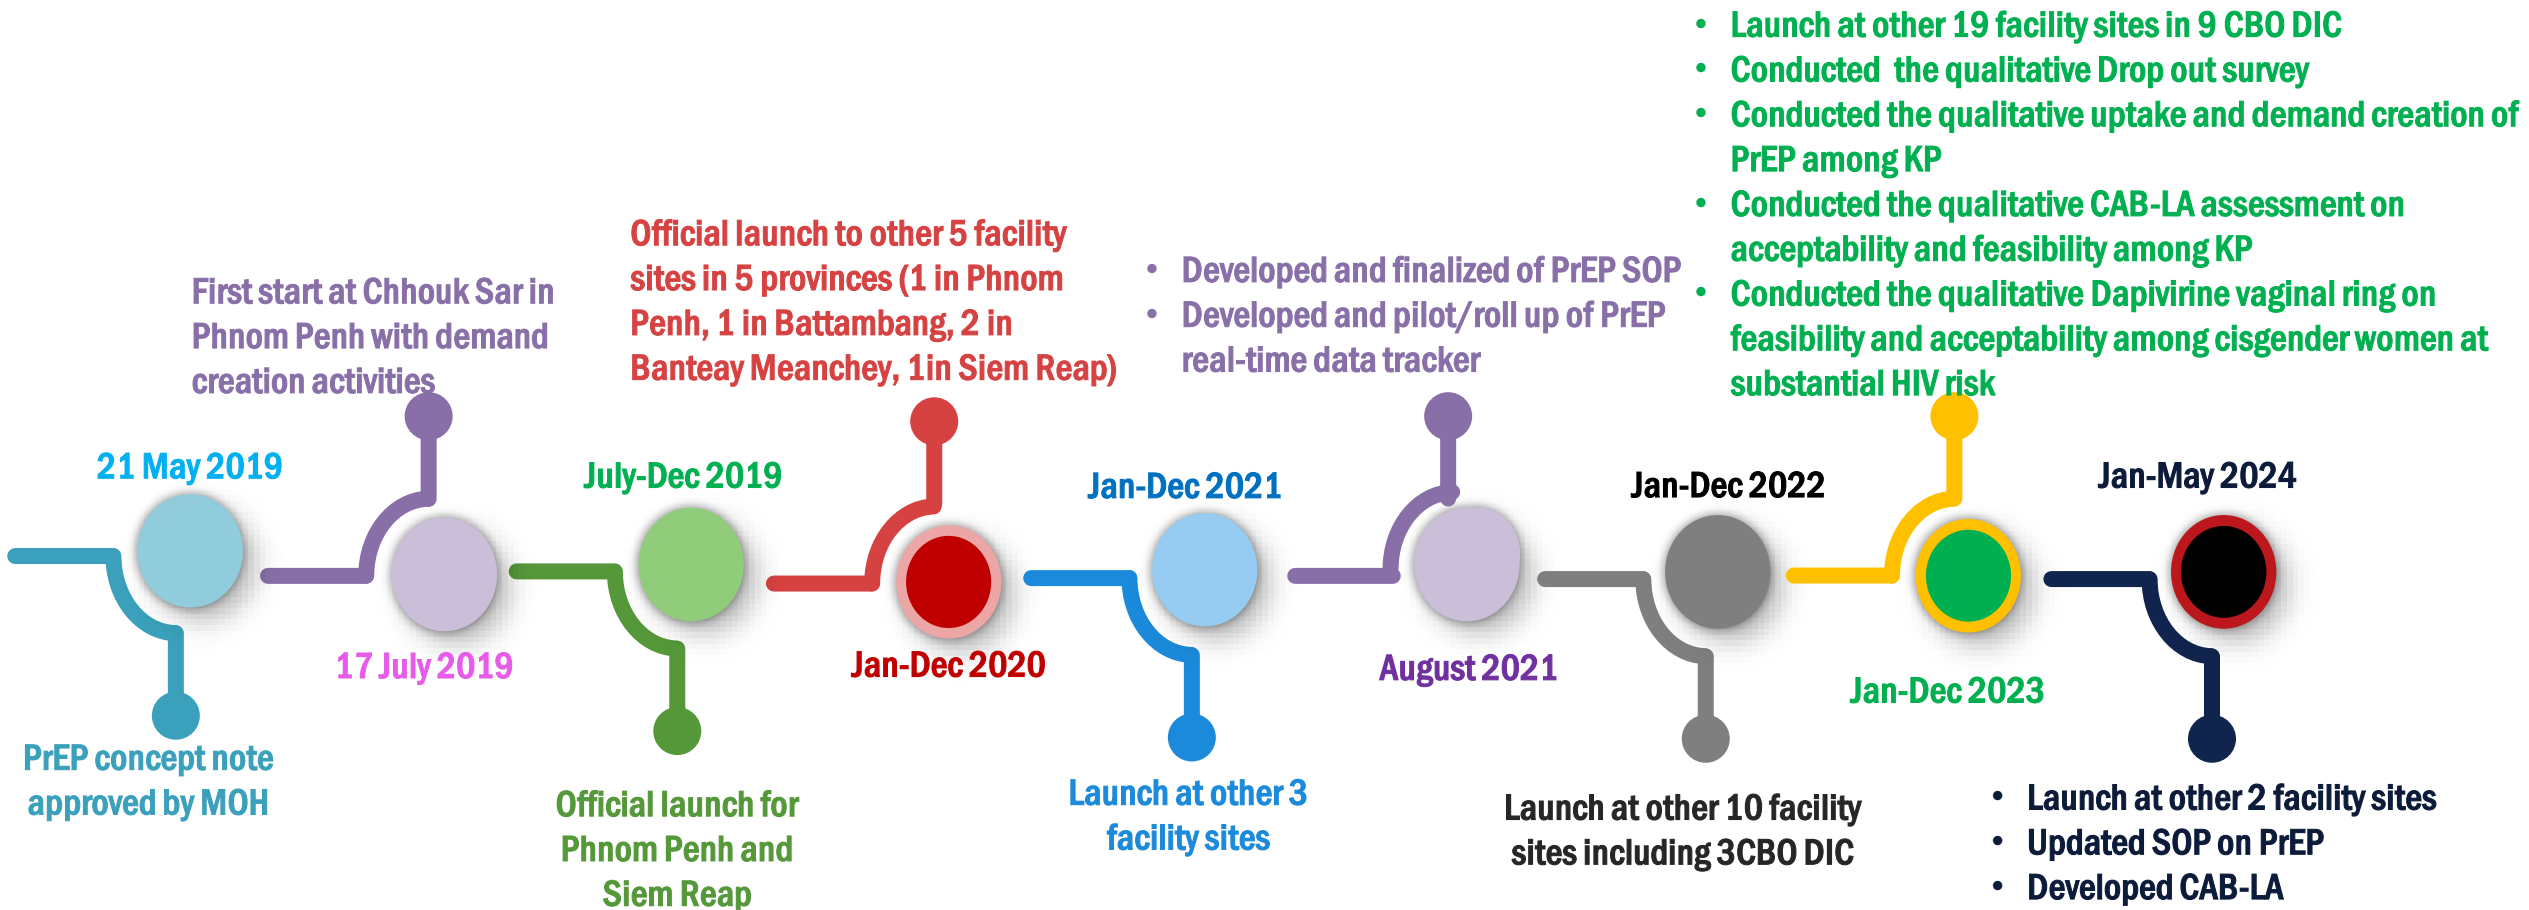 21 May 2019
PrEP concept note
approved by MOH
First start at Chhouk Sar in
Phnom Penh with demand
creation activities
17 July 2019
July-Dec 2019
Official launch for
Phnom Penh and
Siem Reap
Official launch to other 5 facility
sites in 5 provinces (1 in Phnom
Penh, 1 in Battambang, 2 in
Banteay Meanchey, 1in Siem Reap)
Jan-Dec 2020
Jan-Dec 2021
Launch at other 3
facility sites
• Developed and finalized of PrEP SOP
• Developed and pilot/roll up of PrEP
real-time data tracker
August 2021
Jan-Dec 2022
Launch at other 10 facility
sites including 3CBO DIC
• Launch at other 19 facility sites in 9 CBO DIC
• Conducted the qualitative Drop out survey
• Conducted the qualitative uptake and demand creation of
PrEP among KP
• Conducted the qualitative CAB-LA assessment on
acceptability and feasibility among KP
• Conducted the qualitative Dapivirine vaginal ring on
feasibility and acceptability among cisgender women at
substantial HIV risk
Jan-Dec 2023
Jan-May 2024
• Launch at other 2 facility sites
• Updated SOP on PrEP
• Developed CAB-LA